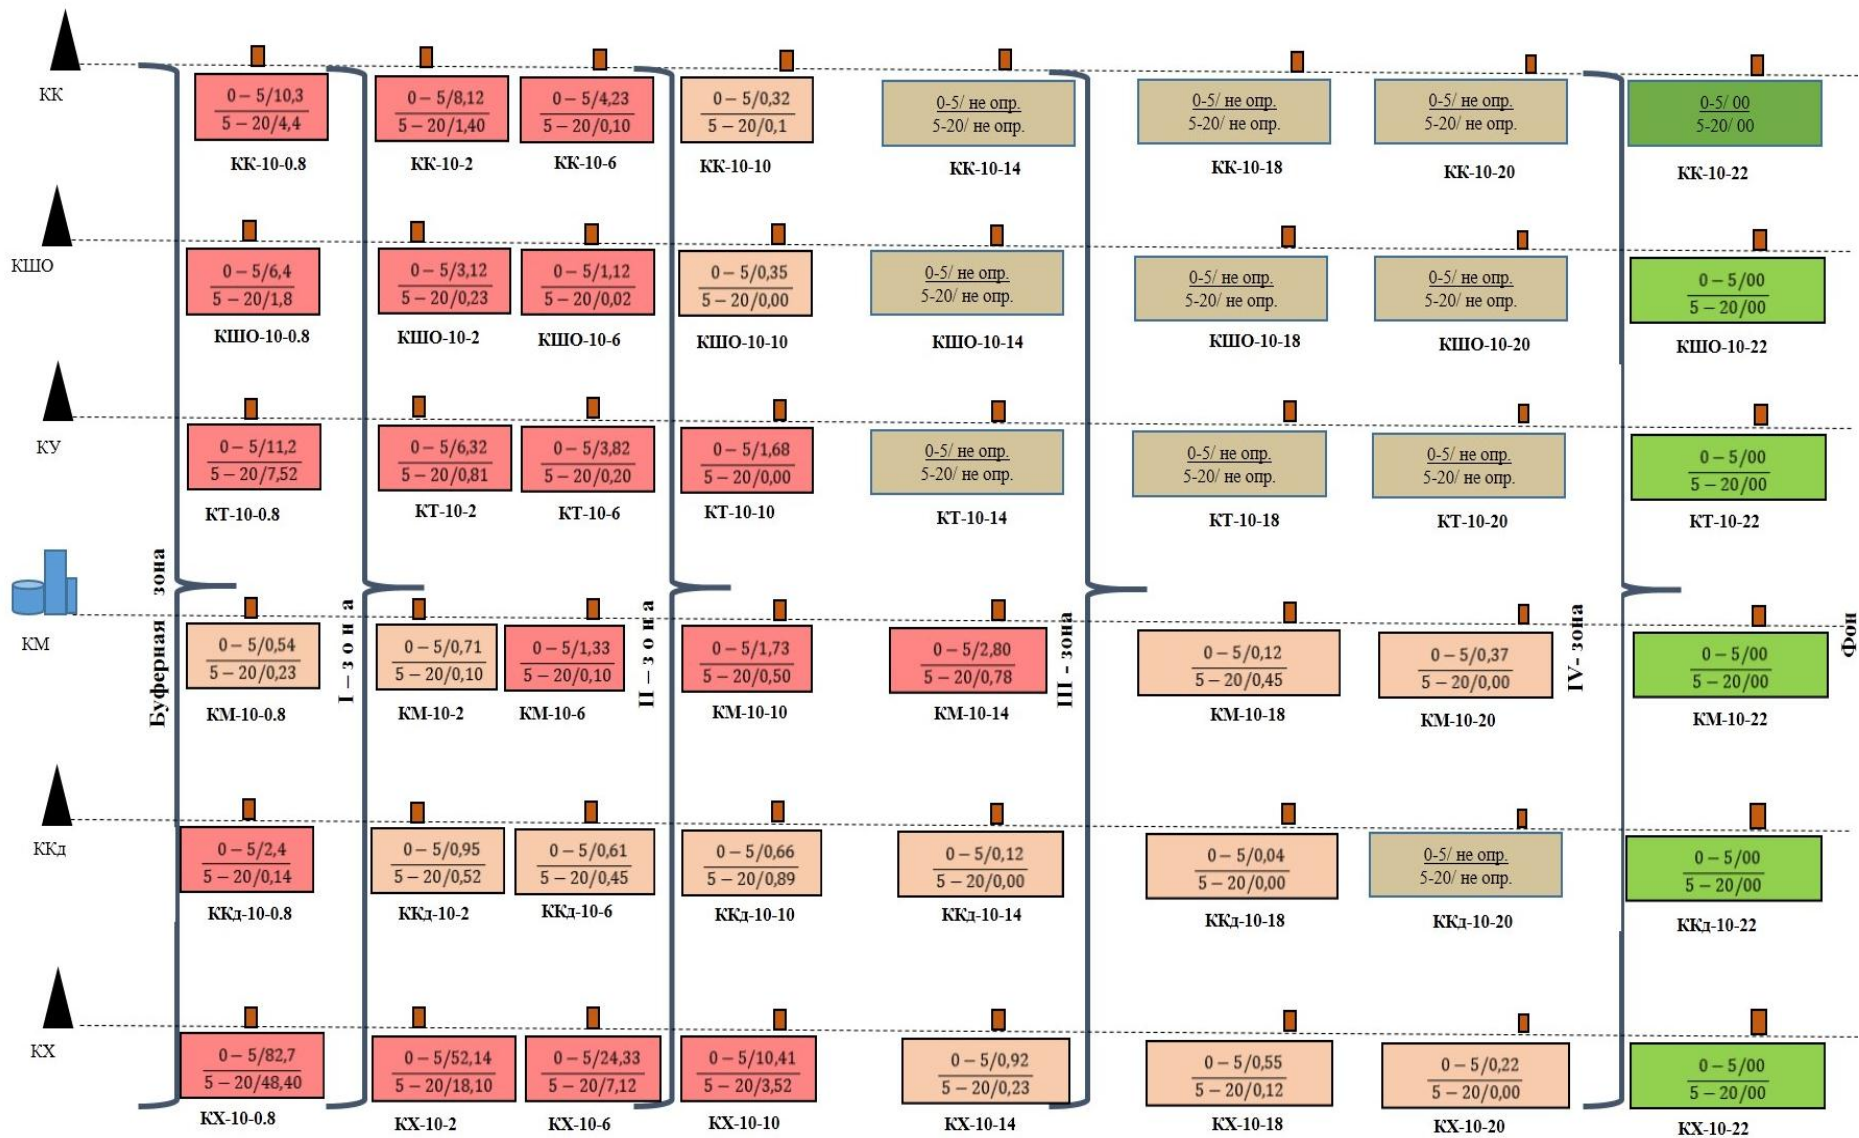 КК
0 – 5/10,3
5 – 20/4,4
КК-10-0.8
0 – 5/8,12
5 – 20/1,40
КК-10-2
0 – 5/4,23
5 – 20/0,10
КК-10-6
0 – 5/0,32
5 – 20/0,1
КК-10-10
0-5/ не опр.
5-20/ не опр.
КК-10-14
0-5/ не опр.
5-20/ не опр.
КК-10-18
0-5/ не опр.
5-20/ не опр.
КК-10-20
0-5/ 00
5-20/ 00
КК-10-22
КШО
0 – 5/6,4
5 – 20/1,8
КШО-10-0.8
0 – 5/3,12
5 – 20/0,23
КШО-10-2
0 – 5/1,12
5 – 20/0,02
КШО-10-6
0 – 5/0,35
5 – 20/0,00
КШО-10-10
0-5/ не опр.
5-20/ не опр.
КШО-10-14
0-5/ не опр.
5-20/ не опр.
КШО-10-18
0-5/ не опр.
5-20/ не опр.
КШО-10-20
0 – 5/00
5 – 20/00
КШО-10-22
КУ
0 – 5/11,2
5 – 20/7,52
КТ-10-0.8
0 – 5/6,32
5 – 20/0,81
КТ-10-2
0 – 5/3,82
5 – 20/0,20
КТ-10-6
0 – 5/1,68
5 – 20/0,00
КТ-10-10
0-5/ не опр.
5-20/ не опр.
КТ-10-14
0-5/ не опр.
5-20/ не опр.
КТ-10-18
0-5/ не опр.
5-20/ не опр.
КТ-10-20
0 – 5/00
5 – 20/00
КТ-10-22
КМ
Буферная зона
0 – 5/0,54
5 – 20/0,23
КМ-10-0.8
I – з о н а
0 – 5/0,71
5 – 20/0,10
КМ-10-2
0 – 5/1,33
5 – 20/0,10
КМ-10-6
II – з о н а
0 – 5/1,73
5 – 20/0,50
КМ-10-10
0 – 5/2,80
5 – 20/0,78
КМ-10-14
III - зона
0 – 5/0,12
5 – 20/0,45
КМ-10-18
0 – 5/0,37
5 – 20/0,00
КМ-10-20
IV- зона
0 – 5/00
5 – 20/00
КМ-10-22
Фон
ККд
0 – 5/2,4
5 – 20/0,14
ККд-10-0.8
0 – 5/0,95
5 – 20/0,52
ККд-10-2
0 – 5/0,61
5 – 20/0,45
ККд-10-6
0 – 5/0,66
5 – 20/0,89
ККд-10-10
0 – 5/0,12
5 – 20/0,00
ККд-10-14
0 – 5/0,04
5 – 20/0,00
ККд-10-18
0-5/ не опр.
5-20/ не опр.
ККд-10-20
0 – 5/00
5 – 20/00
ККд-10-22
КХ
0 – 5/82,7
5 – 20/48,40
КХ-10-0.8
0 – 5/52,14
5 – 20/18,10
КХ-10-2
0 – 5/24,33
5 – 20/7,12
КХ-10-6
0 – 5/10,41
5 – 20/3,52
КХ-10-10
0 – 5/0,92
5 – 20/0,23
КХ-10-14
0 – 5/0,55
5 – 20/0,12
КХ-10-18
0 – 5/0,22
5 – 20/0,00
КХ-10-20
0 – 5/00
5 – 20/00
КХ-10-22